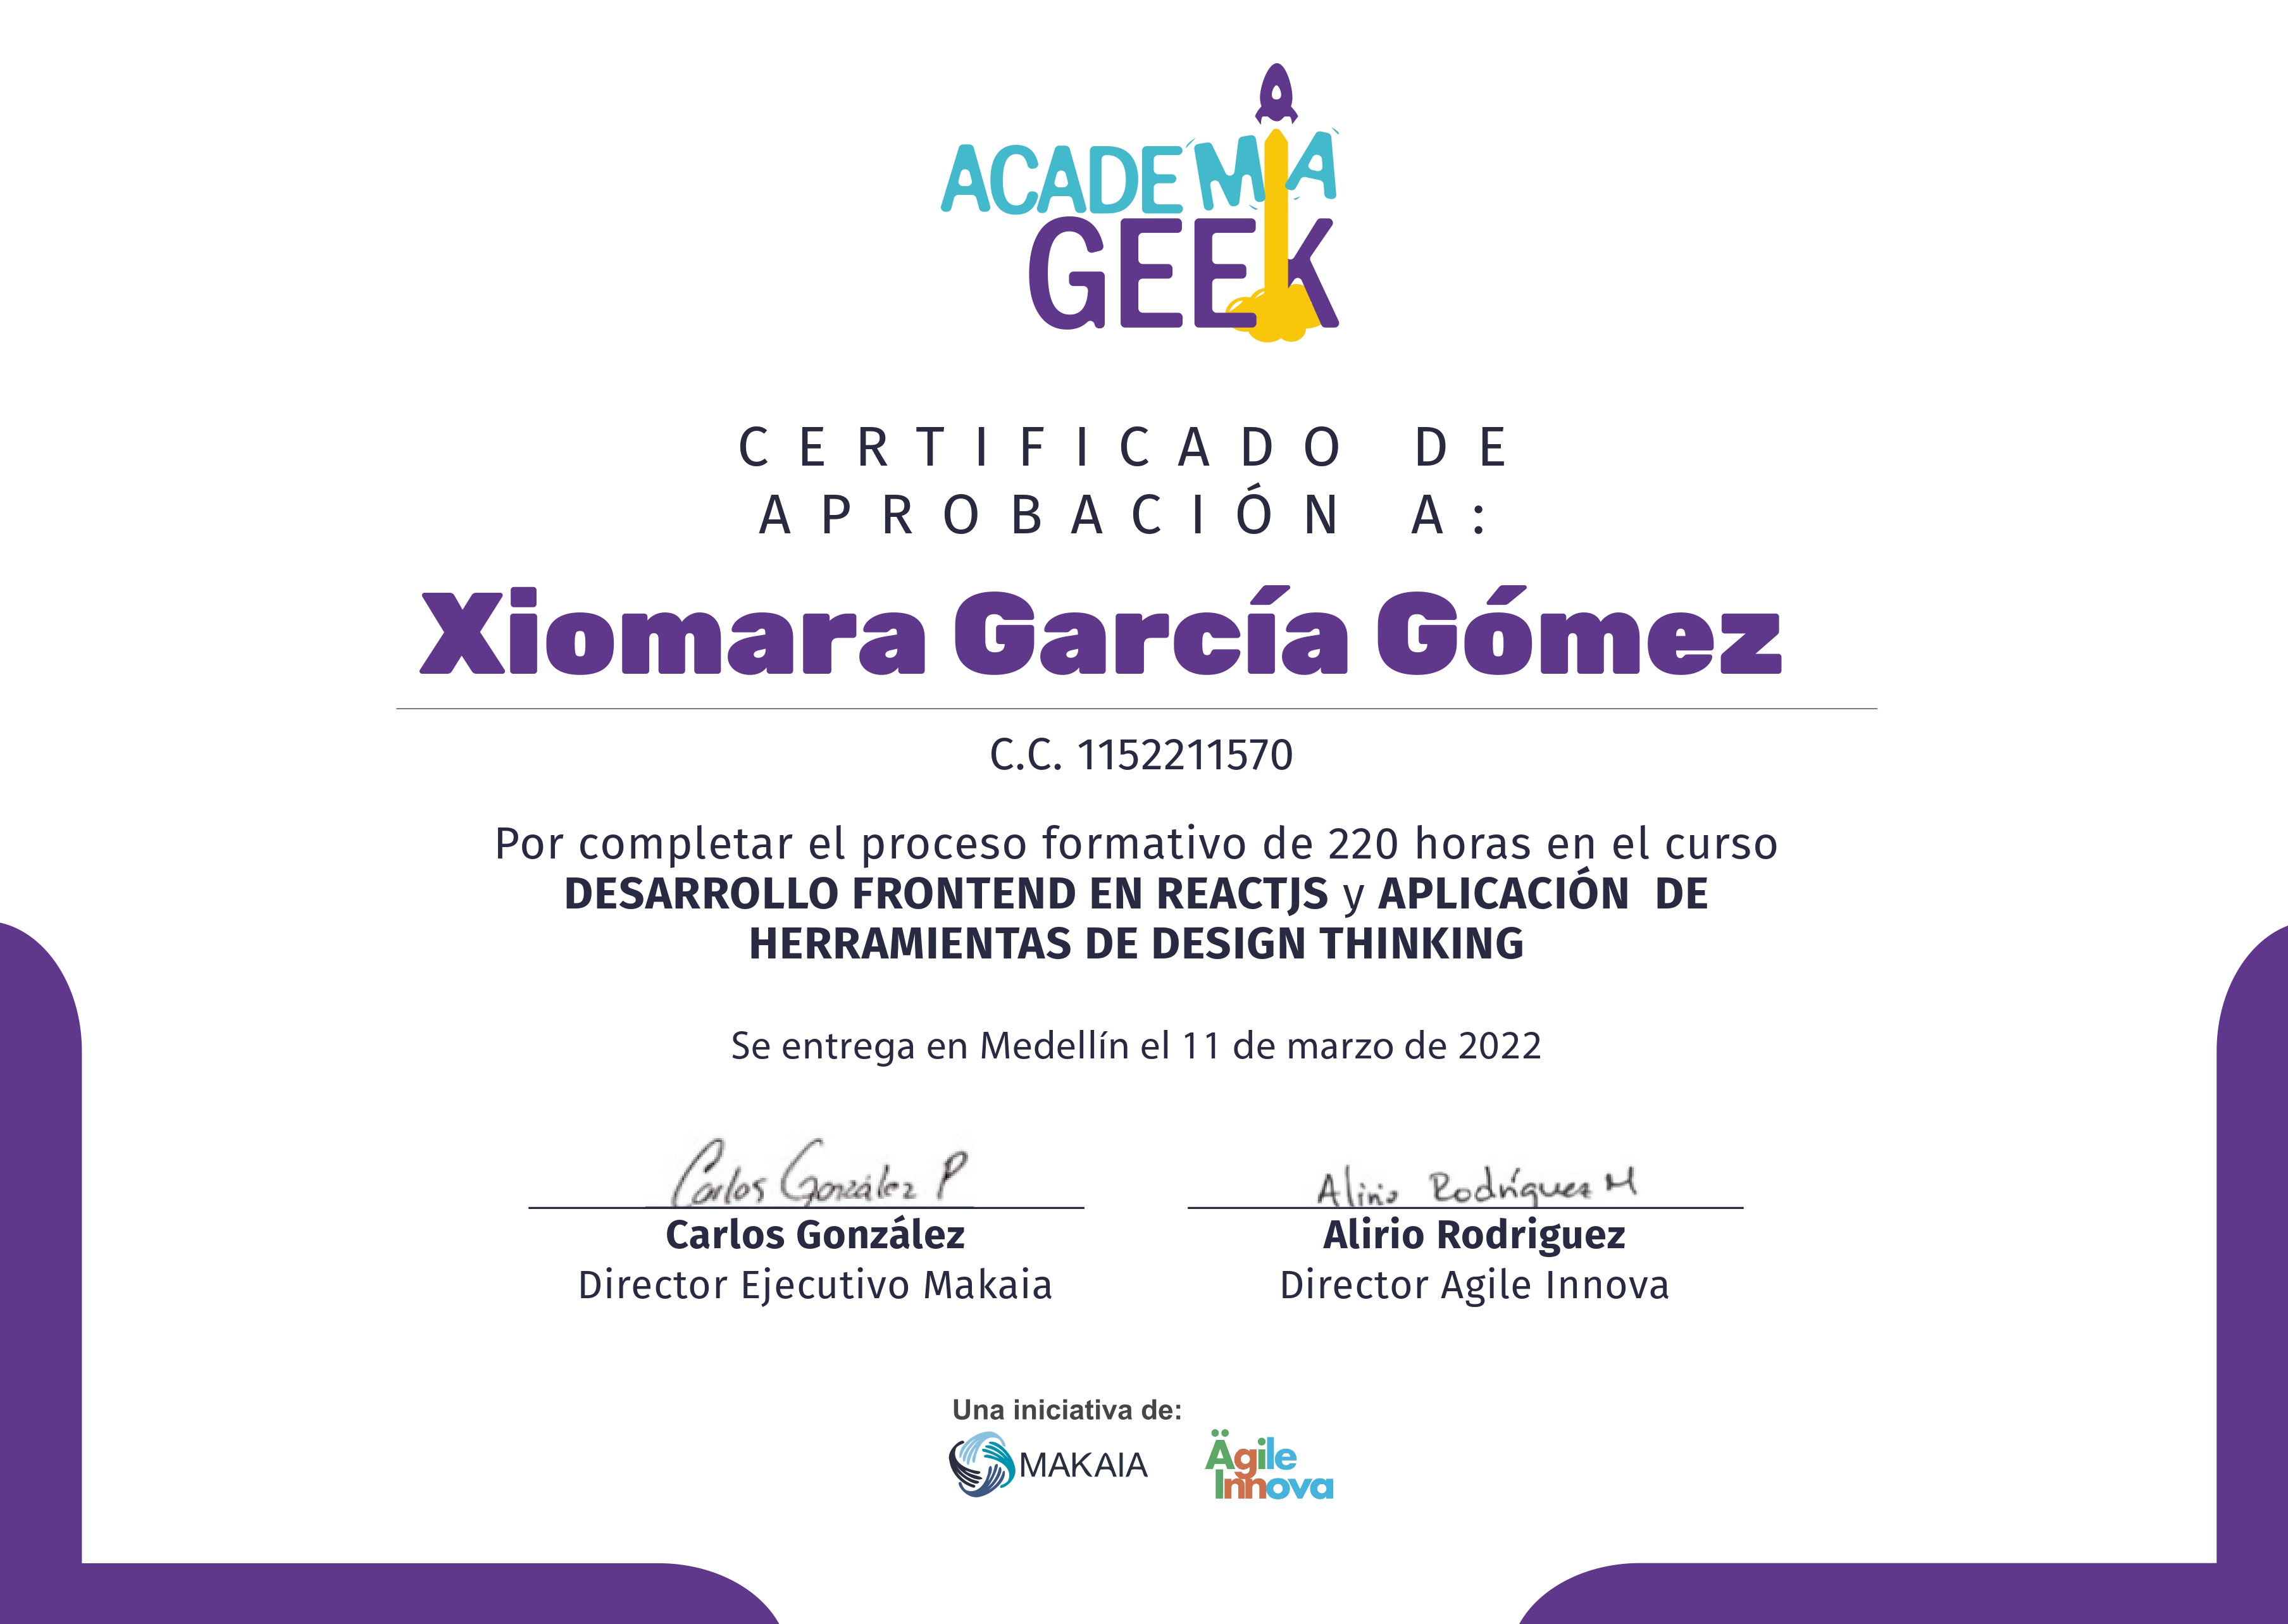 ACADEMIA
GEEK
CERTIFICADO DE
APROBACIÓN A:
Xiomara García Gómez
C.C. 1152211570
Por completar el proceso formativo de 220 horas en el curso
DESARROLLO FRONTEND EN REACTJS y APLICACIÓN DE
HERRAMIENTAS DE DESIGN THINKING
Se entrega en Medellín el 11 de marzo de 2022
Carlos González P Alirio Rodríguez M
Carlos González Alirio Rodriguez
Director Ejecutivo Makaia Director Agile Innova
Una iniciativa de:
MAKAIA Ägile
Innova